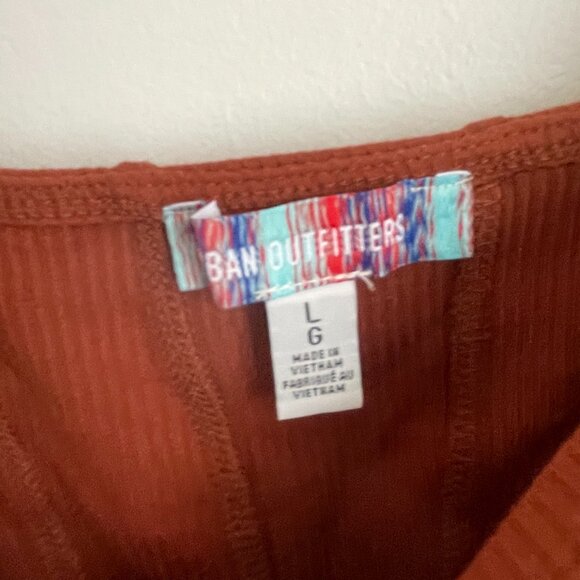 BAN OUTFITTERS
L
G
MADE IN
VIETNAM
FABRIQUÉ AU
VIETNAM